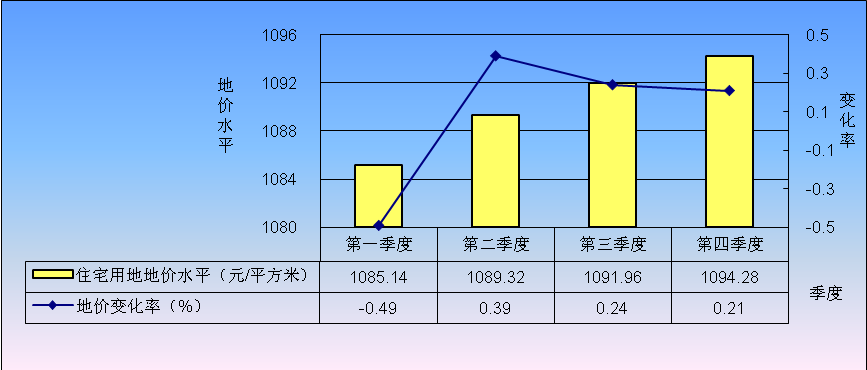 1096
1092
1088
1084
1080
地价水平
0.5
0.3
0.1
-0.1
-0.3
-0.5
变化率
第一季度 第二季度 第三季度 第四季度
住宅用地地价水平（元/平方米） 1085.14 1089.32 1091.96 1094.28
地价变化率（%） -0.49 0.39 0.24 0.21
季度